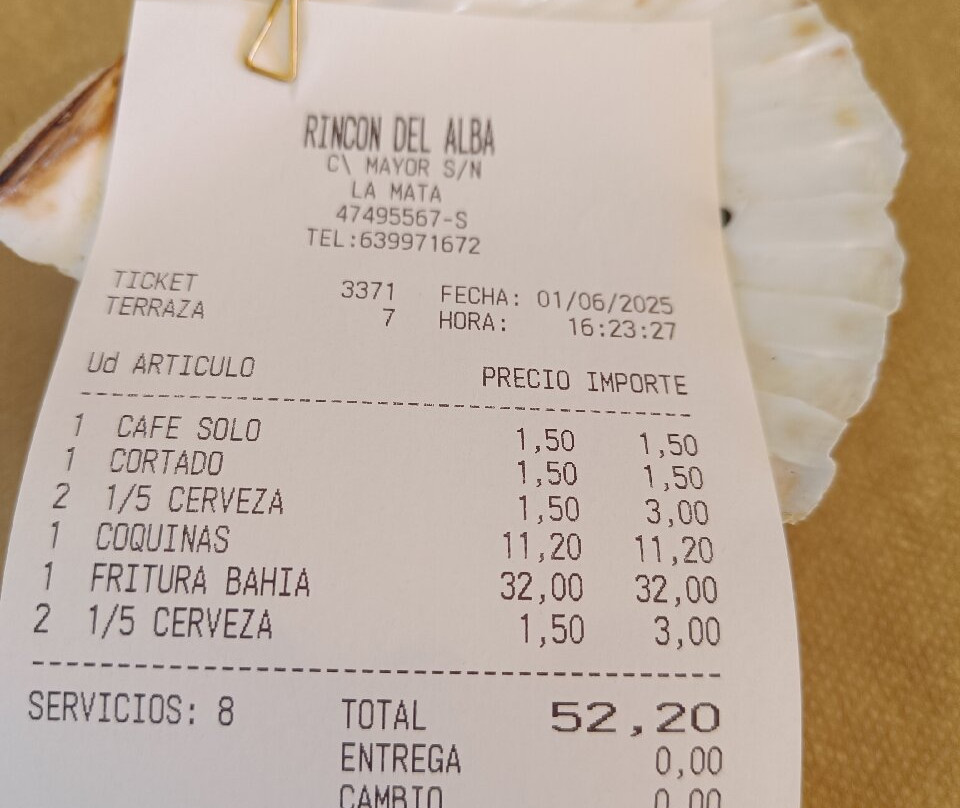 RINCON DEL ALBA
C\ MAYOR S/N
LA MATA
47495567-S
TEL:639971672
TICKET 3371 FECHA: 01/06/2025
TERRAZA 7 HORA: 16:23:27
Ud ARTICULO PRECIO IMPORTE
1 CAFE SOLO 1,50 1,50
1 CORTADO 1,50 1,50
2 1/5 CERVEZA 1,50 3,00
1 COQUINAS 11,20 11,20
1 FRITURA BAHIA 32,00 32,00
2 1/5 CERVEZA 1,50 3,00
SERVICIOS: 8 TOTAL 52,20
ENTREGA 0,00
CAMBIO 0,00